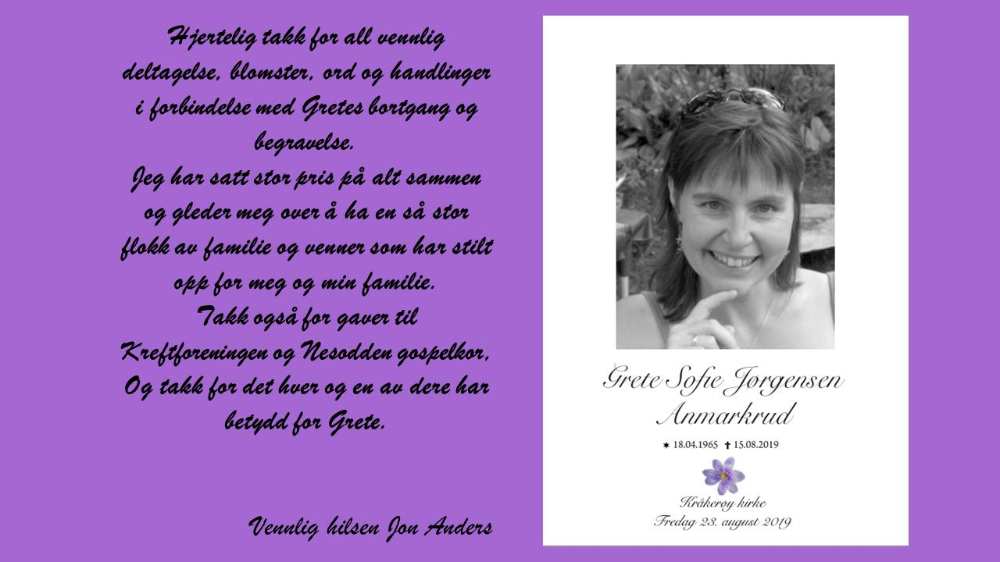 Hjertelig takk for all vennlig
deltagelse, blomster, ord og handlinger
i forbindelse med Gretes bortgang og
begravelse.
Jeg har satt stor pris på alt sammen
og gleder meg over å ha en så stor
flokk av familie og venner som har stilt
opp for meg og min familie.
Takk også for gaver til
Kreftforeningen og Nesodden gospelkor,
Og takk for det hver og en av dere har
betydd for Grete.
Vennlig hilsen Jon Anders
Grete Sofie Jørgensen
Anmarkrud
✶ 18.04.1965 ✝ 15.08.2019
Kråkerøy kirke
Fredag 23. august 2019